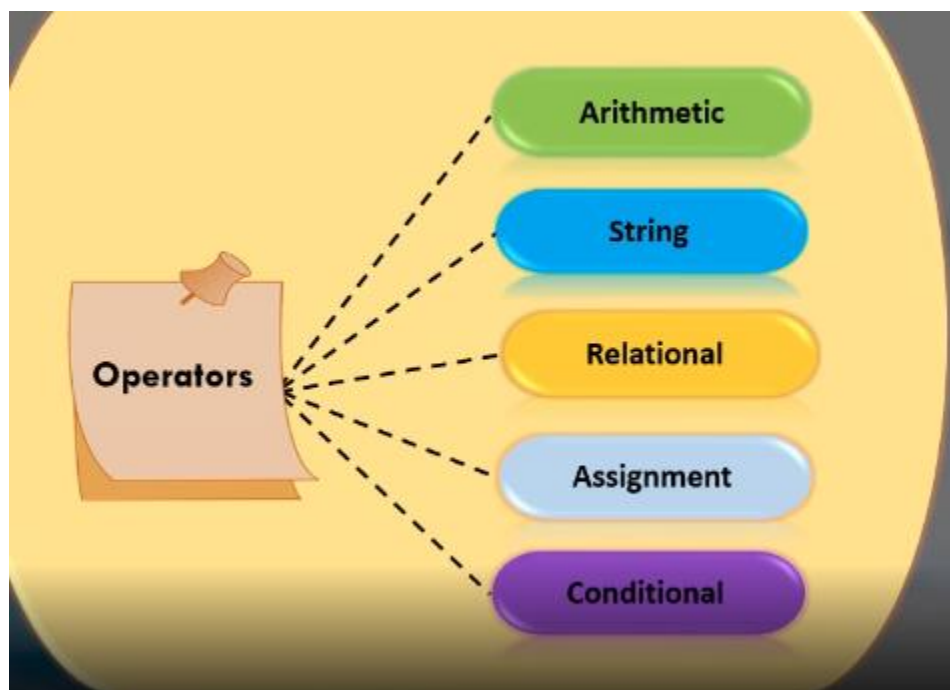 Operators
Arithmetic
String
Relational
Assignment
Conditional